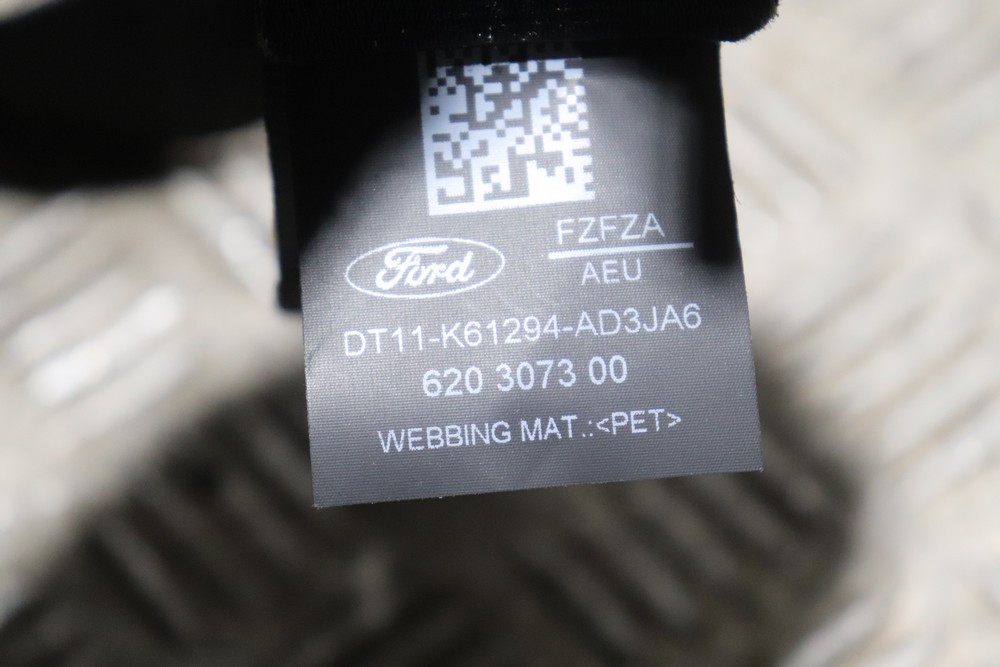 FZFZA
Ford
AEU
DT11-K61294-AD3JA6
620 3073 00
WEBBING MAT.:<PET>